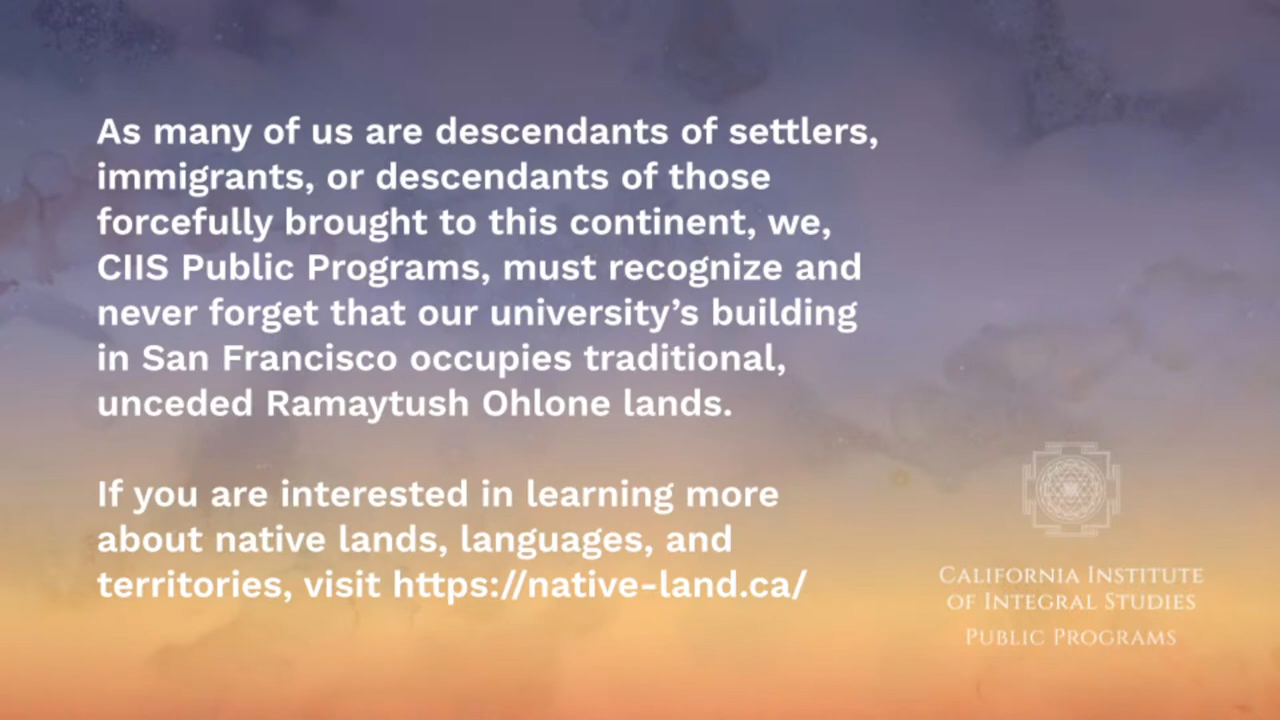 As many of us are descendants of settlers,
immigrants, or descendants of those
forcefully brought to this continent, we,
CIIS Public Programs, must recognize and
never forget that our university’s building
in San Francisco occupies traditional,
unceded Ramaytush Ohlone lands.
If you are interested in learning more
about native lands, languages, and
territories, visit https://native-land.ca/
California Institute
of Integral Studies
Public Programs